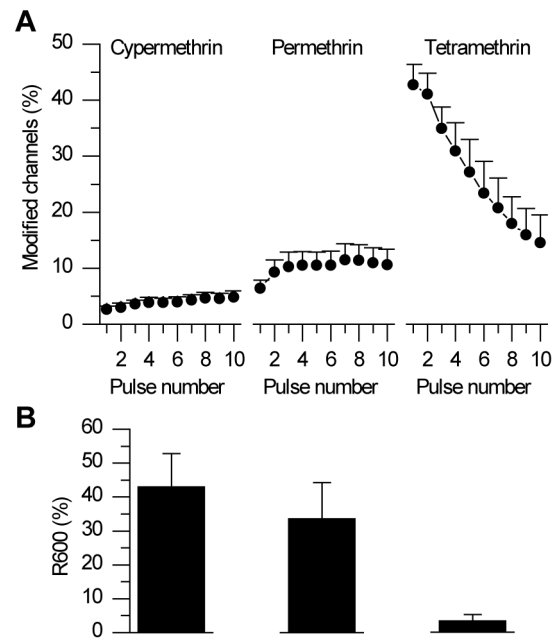 A
Cypermethrin Permethrin Tetramethrin
Modified channels (%)
50
40
30
20
10
0
2 4 6 8 10 2 4 6 8 10 2 4 6 8 10
Pulse number Pulse number Pulse number
B
R600 (%)
60
50
40
30
20
10
0